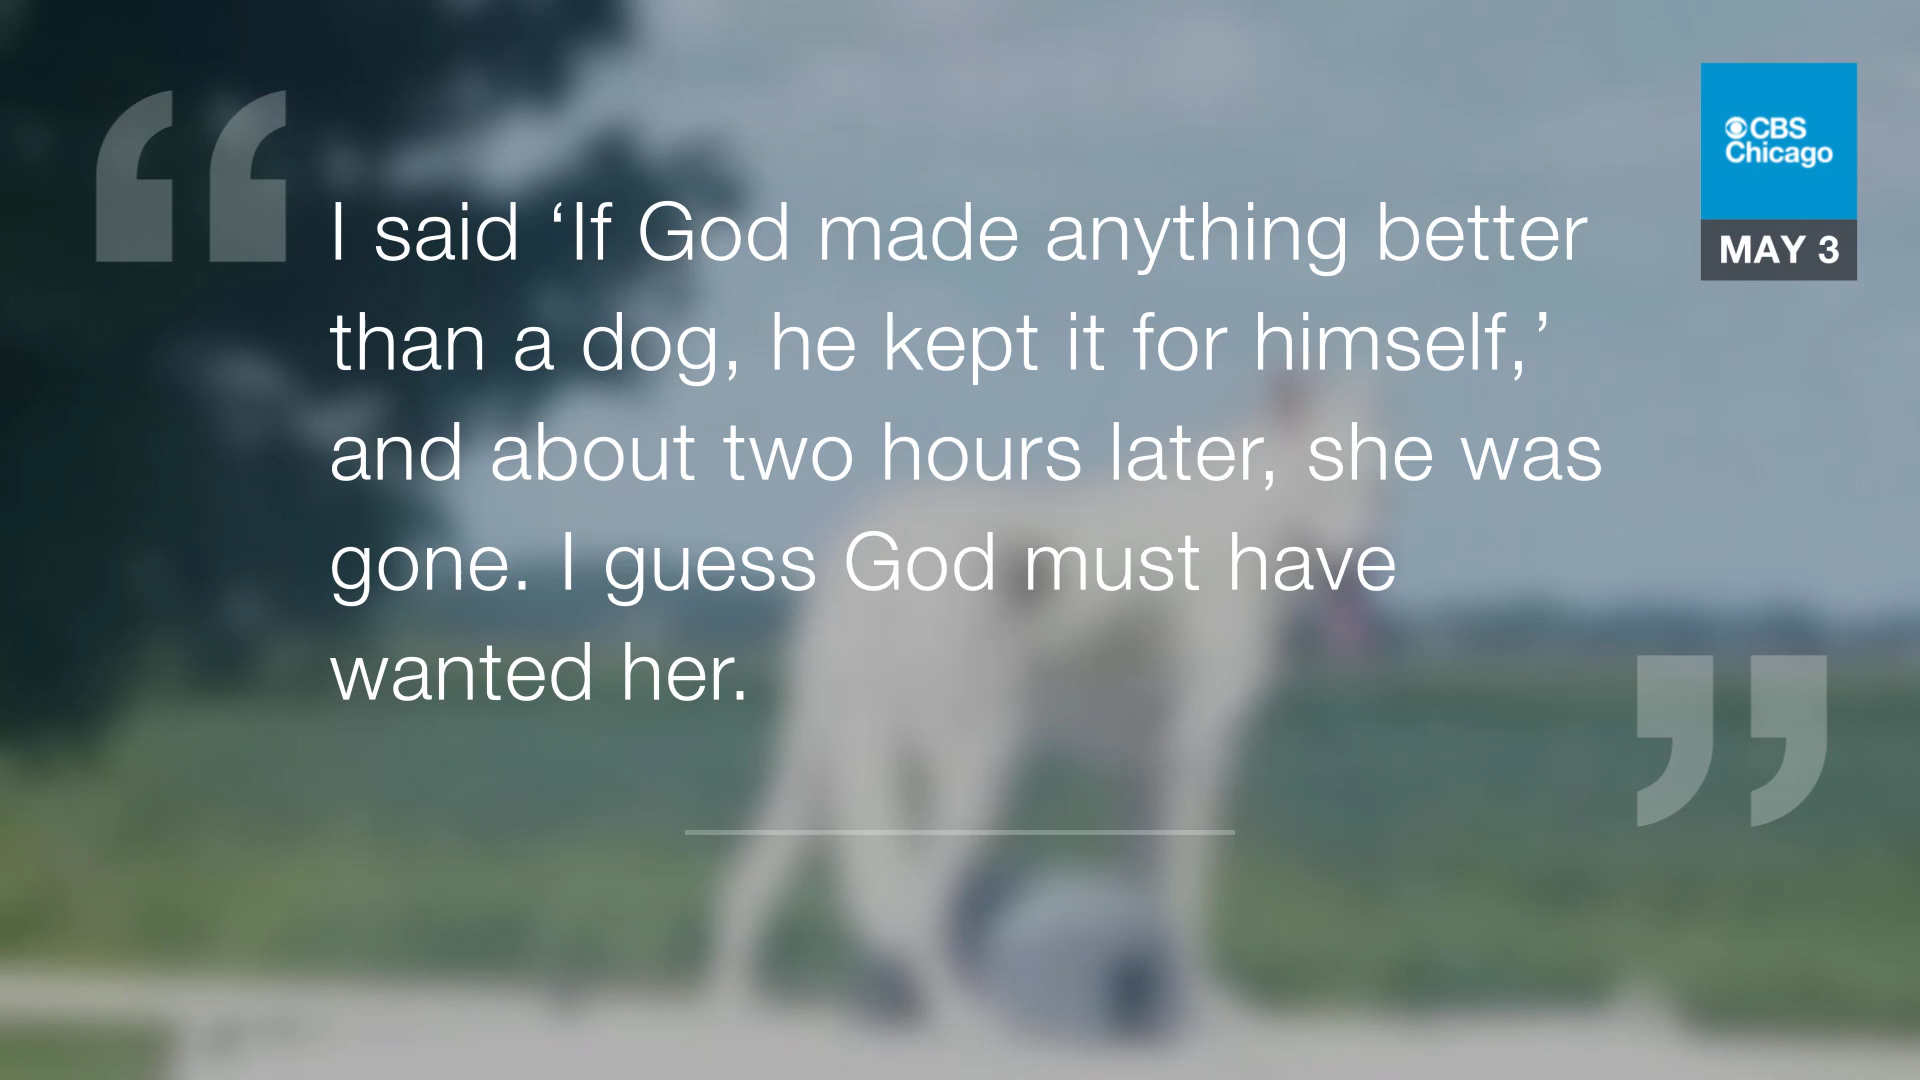 “
I said ‘If God made anything better
than a dog, he kept it for himself,’
and about two hours later, she was
gone. I guess God must have
wanted her.
”
CBS
Chicago
MAY 3